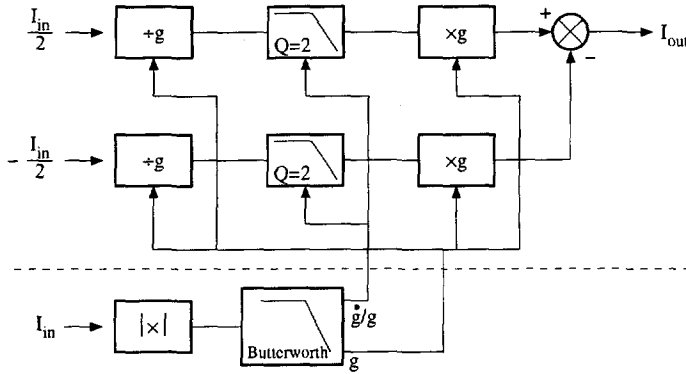 I_in/2
÷g
Q=2
×g
+
−
I_out
− I_in/2
÷g
Q=2
×g
I_in
|×|
Butterworth
ġ/g
g